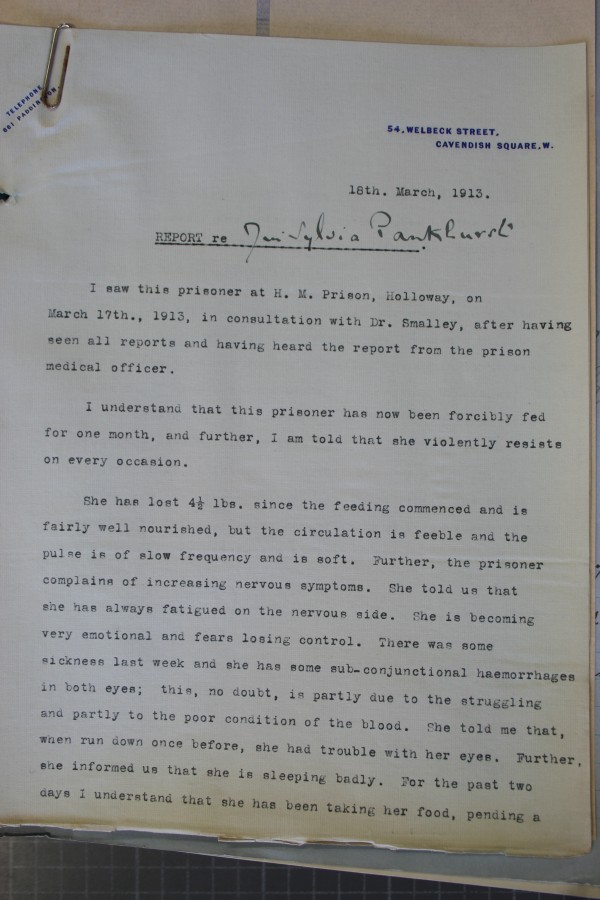 TELEPHONE
661 PADDINGTON.
54, WELBECK STREET,
CAVENDISH SQUARE, W.
18th. March, 1913.
REPORT re Miss Sylvia Pankhurst.
I saw this prisoner at H. M. Prison, Holloway, on
March 17th., 1913, in consultation with Dr. Smalley, after having
seen all reports and having heard the report from the prison
medical officer.
I understand that this prisoner has now been forcibly fed
for one month, and further, I am told that she violently resists
on every occasion.
She has lost 4½ lbs. since the feeding commenced and is
fairly well nourished, but the circulation is feeble and the
pulse is of slow frequency and is soft. Further, the prisoner
complains of increasing nervous symptoms. She told us that
she has always fatigued on the nervous side. She is becoming
very emotional and fears losing control. There was some
sickness last week and she has some sub-conjunctional haemorrhages
in both eyes; this, no doubt, is partly due to the struggling
and partly to the poor condition of the blood. She told me that,
when run down once before, she had trouble with her eyes. Further,
she informed us that she is sleeping badly. For the past two
days I understand that she has been taking her food, pending a